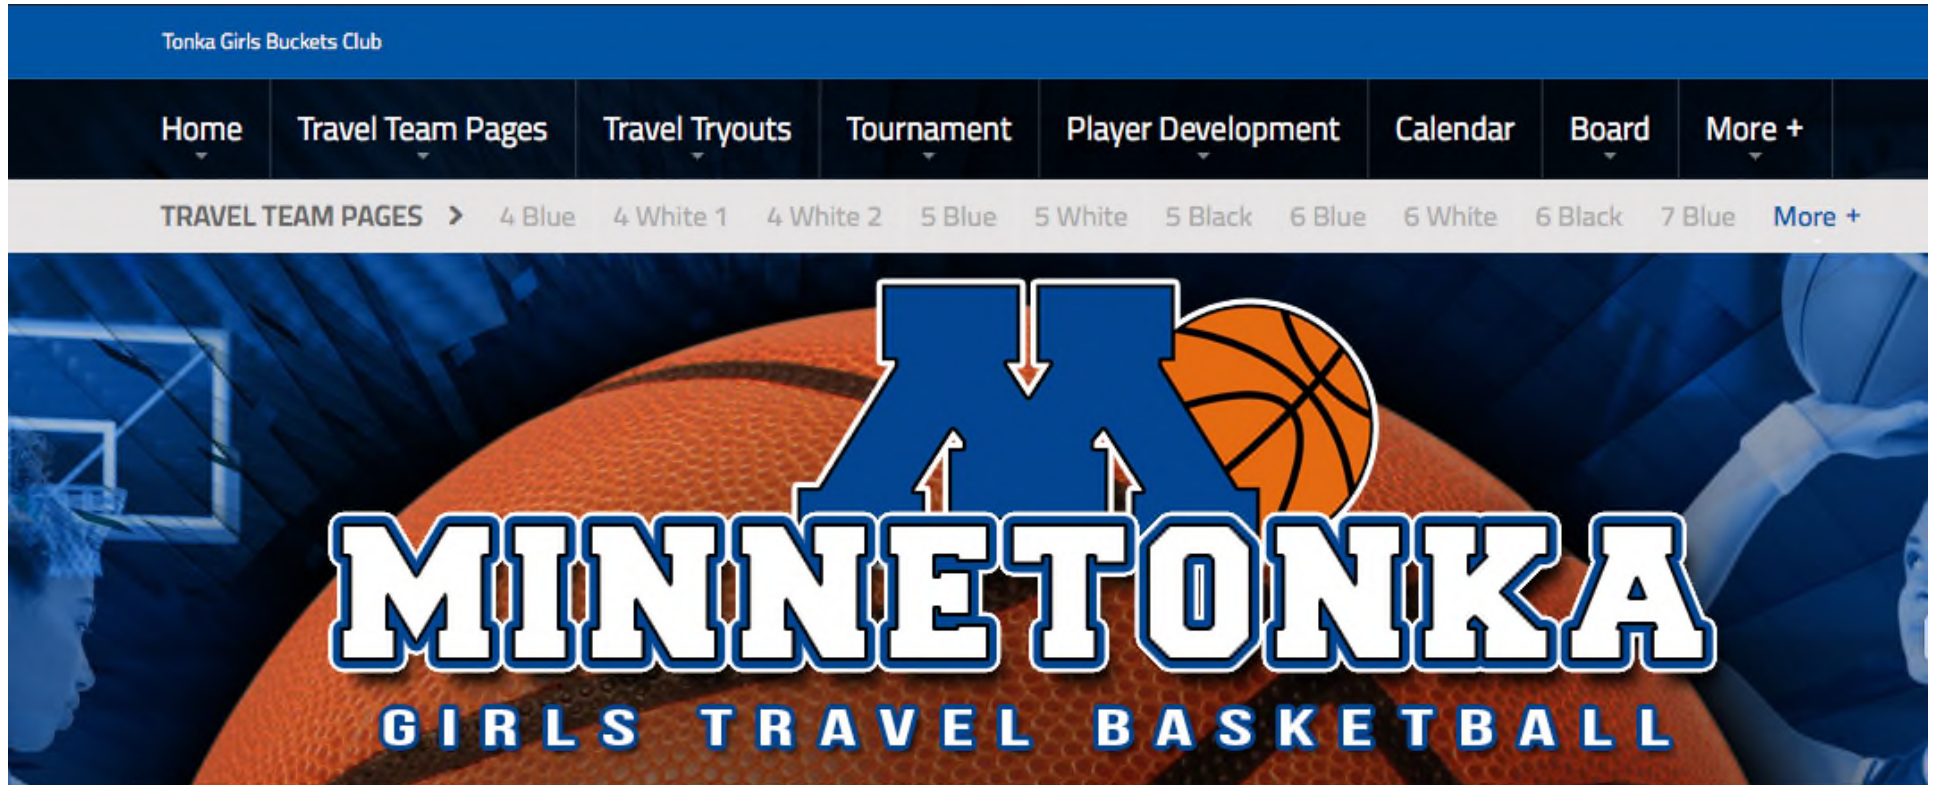 Tonka Girls Buckets Club
Home Travel Team Pages Travel Tryouts Tournament Player Development Calendar Board More +
TRAVEL TEAM PAGES > 4 Blue 4 White 1 4 White 2 5 Blue 5 White 5 Black 6 Blue 6 White 6 Black 7 Blue More +
M
MINNETONKA
GIRLS TRAVEL BASKETBALL